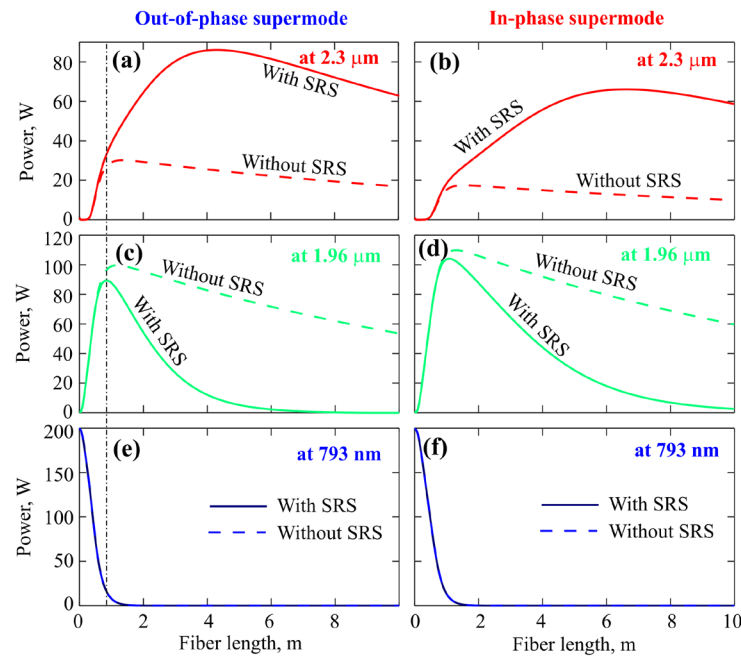 Out-of-phase supermode
In-phase supermode
(a)
at 2.3 μm
(b)
at 2.3 μm
80
60
40
20
0
Power, W
With SRS
Without SRS
With SRS
Without SRS
(c)
at 1.96 μm
(d)
at 1.96 μm
120
100
80
60
40
20
0
Power, W
Without SRS
With SRS
Without SRS
With SRS
(e)
at 793 nm
(f)
at 793 nm
200
150
100
50
0
Power, W
With SRS
Without SRS
With SRS
Without SRS
0 2 4 6 8
0 2 4 6 8 10
Fiber length, m
Fiber length, m